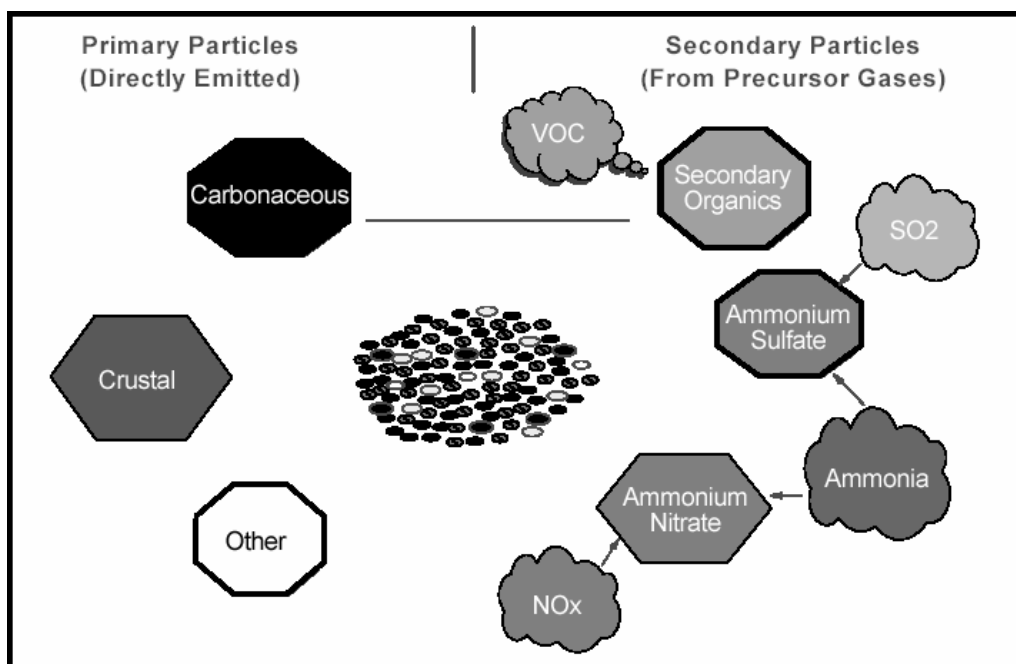 Primary Particles
(Directly Emitted)
Secondary Particles
(From Precursor Gases)
VOC
Carbonaceous
Secondary
Organics
SO2
Ammonium
Sulfate
Crustal
Ammonium
Nitrate
Ammonia
Other
NOx